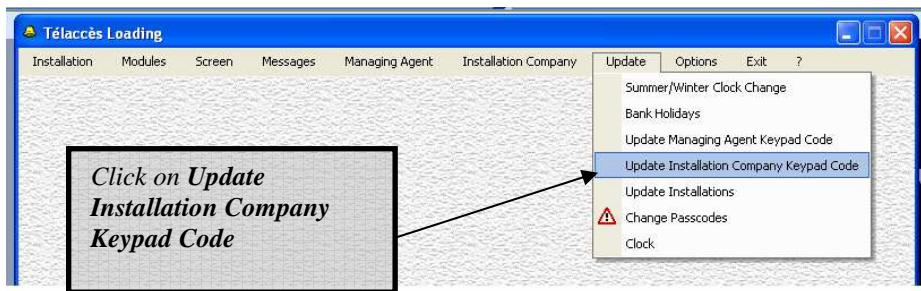 Télaccès Loading
Installation Modules Screen Messages Managing Agent Installation Company Update Options Exit ?
Summer/Winter Clock Change
Bank Holidays
Update Managing Agent Keypad Code
Update Installation Company Keypad Code
Update Installations
Change Passcodes
Clock
Click on Update
Installation Company
Keypad Code